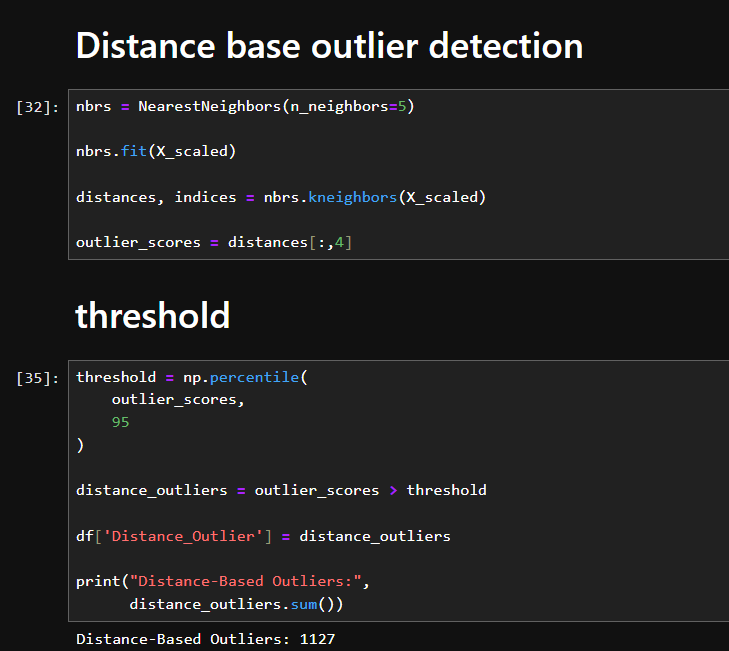 Distance base outlier detection
[32]: nbrs = NearestNeighbors(n_neighbors=5)
nbrs.fit(X_scaled)
distances, indices = nbrs.kneighbors(X_scaled)
outlier_scores = distances[:,4]
threshold
[35]: threshold = np.percentile(
    outlier_scores,
    95
)
distance_outliers = outlier_scores > threshold
df['Distance_Outlier'] = distance_outliers
print("Distance-Based Outliers:",
      distance_outliers.sum())
Distance-Based Outliers: 1127